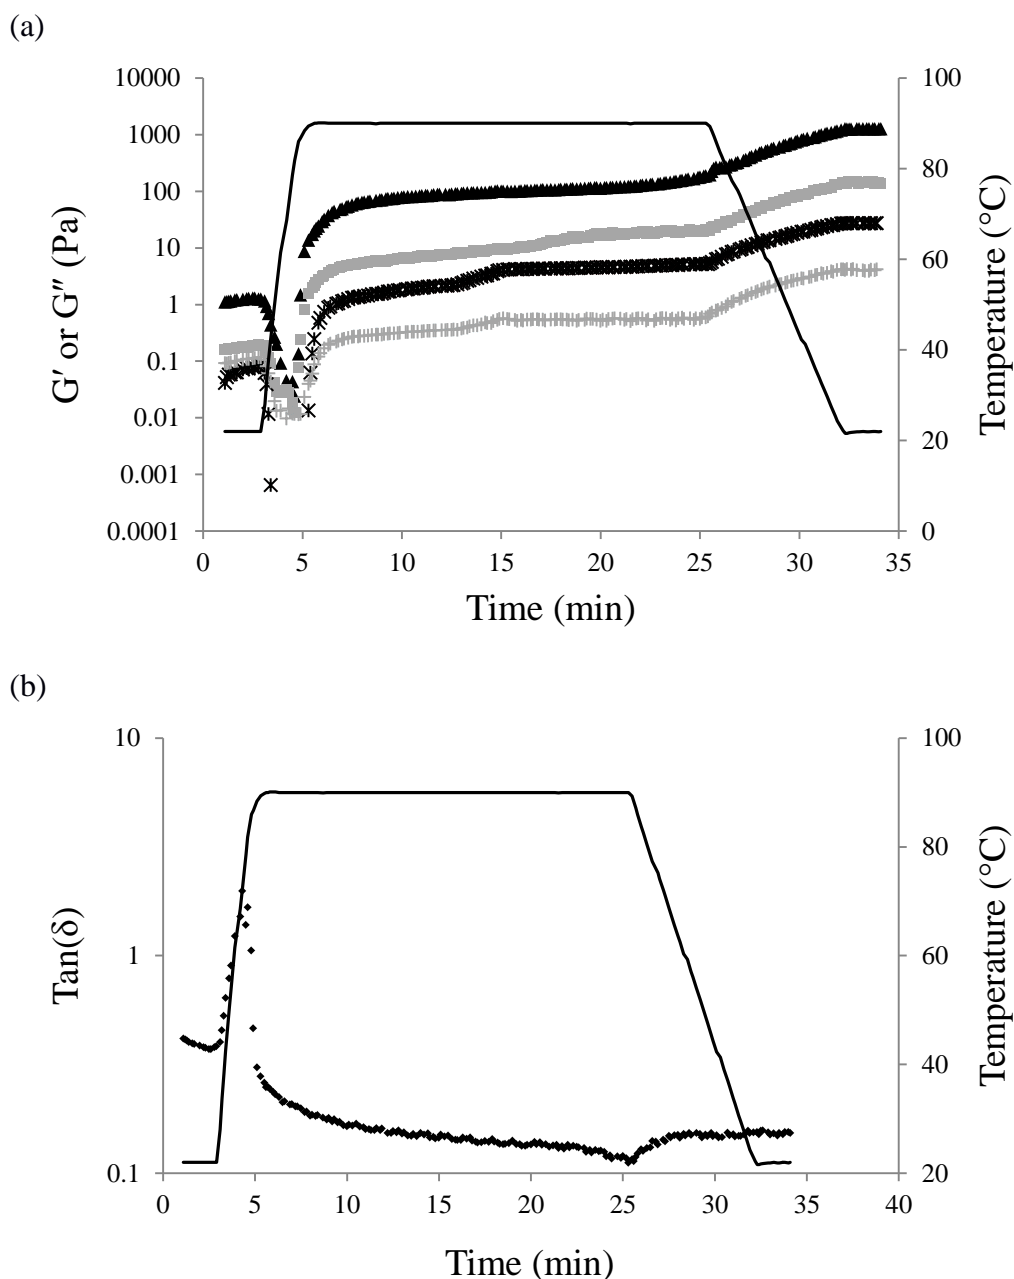 (a)
10000
1000
100
10
1
0.1
0.01
0.001
0.0001
G′ or G″ (Pa)
100
80
60
40
20
0
Temperature (°C)
0 5 10 15 20 25 30 35
Time (min)
(b)
10
1
0.1
Tan(δ)
100
80
60
40
20
Temperature (°C)
0 5 10 15 20 25 30 35 40
Time (min)